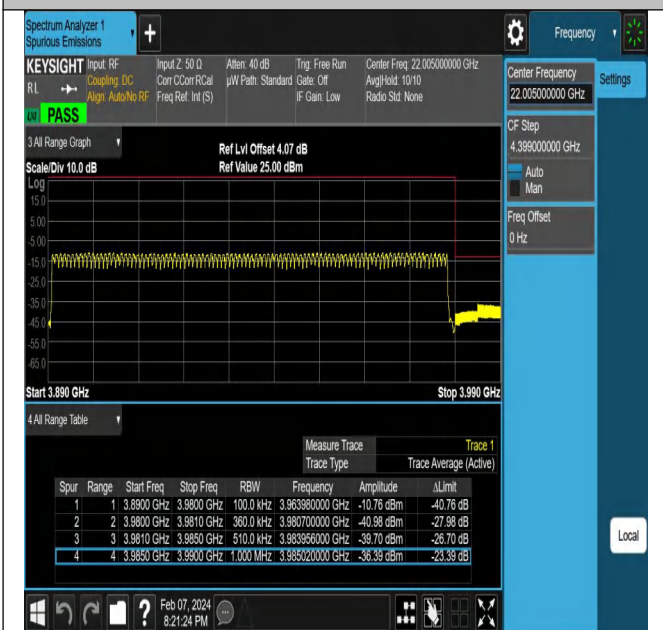 Spectrum Analyzer 1
Spurious Emissions
+
Frequency
KEYSIGHT Input: RF Input Z: 50 Ω Atten: 40 dB Trig: Free Run Center Freq: 22.005000000 GHz
RL Coupling: DC Corr CCorr RCal µW Path: Standard Gate: Off Avg|Hold: 10/10
Align: Auto/No RF Freq Ref: Int (S) IF Gain: Low Radio Std: None
PASS
Center Frequency
22.005000000 GHz
Settings
CF Step
4.399000000 GHz
Auto
Man
Freq Offset
0 Hz
3 All Range Graph
Ref Lvl Offset 4.07 dB
Scale/Div 10.0 dB Ref Value 25.00 dBm
Log
15.0
5.00
-5.00
-15.0
-25.0
-35.0
-45.0
-55.0
-65.0
Start 3.890 GHz Stop 3.990 GHz
4 All Range Table
Measure Trace Trace 1
Trace Type Trace Average (Active)
Spur Range Start Freq Stop Freq RBW Frequency Amplitude ΔLimit
1 1 3.8900 GHz 3.9800 GHz 100.0 kHz 3.963980000 GHz -10.76 dBm -40.76 dB
2 2 3.9800 GHz 3.9810 GHz 360.0 kHz 3.980700000 GHz -40.98 dBm -27.98 dB
3 3 3.9810 GHz 3.9850 GHz 510.0 kHz 3.983956000 GHz -39.70 dBm -26.70 dB
4 4 3.9850 GHz 3.9900 GHz 1.000 MHz 3.985020000 GHz -36.39 dBm -23.39 dB
Local
?
Feb 07, 2024
8:21:24 PM